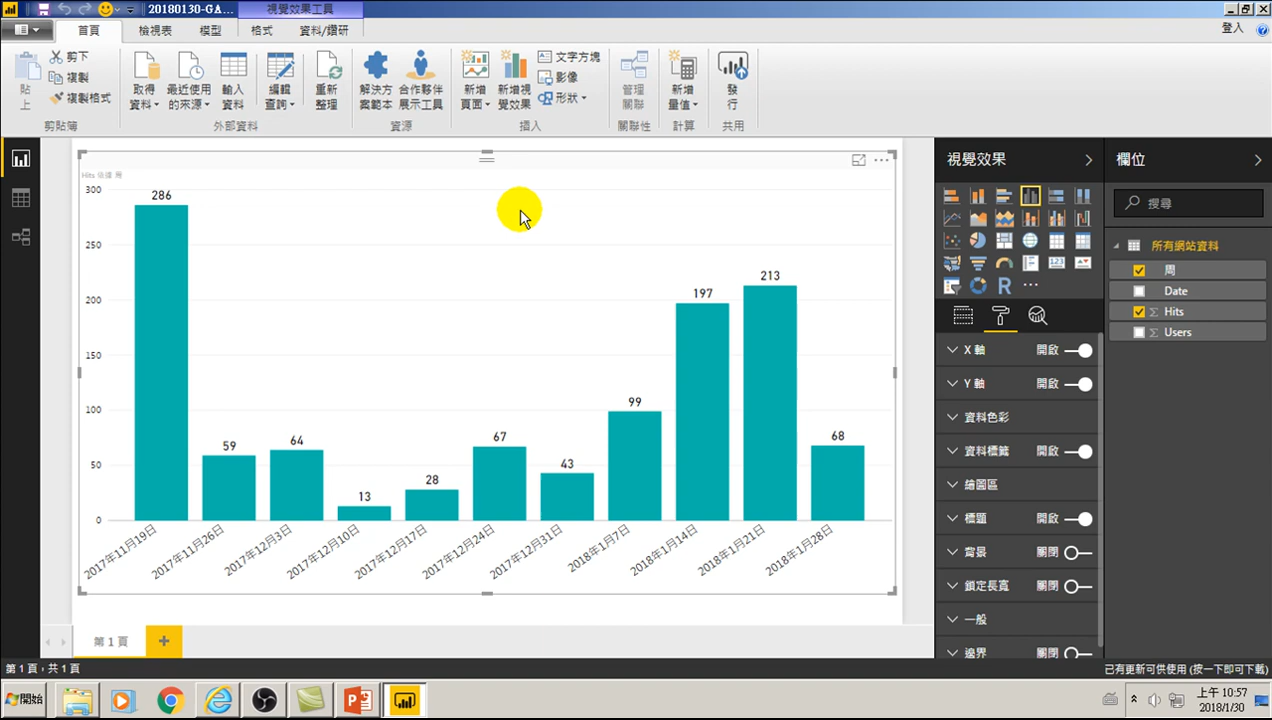 20180130-GA...
視覺效果工具
首頁
檢視表
模型
格式
資料/鑽研
登入
貼上
剪下
複製
複製格式
剪貼簿
取得資料
最近使用的來源
輸入資料
編輯查詢
重新整理
外部資料
解決方案範本
合作夥伴展示工具
資源
新增頁面
新增視覺效果
文字方塊
影像
形狀
插入
管理關聯
關聯性
新增量值
計算
發行
共用
Hits 依據 周
300
250
200
150
100
50
0
286
59
64
13
28
67
43
99
197
213
68
2017年11月19日
2017年11月26日
2017年12月3日
2017年12月10日
2017年12月17日
2017年12月24日
2017年12月31日
2018年1月7日
2018年1月14日
2018年1月21日
2018年1月28日
視覺效果
X 軸 開啟
Y 軸 開啟
資料色彩
資料標籤 開啟
繪圖區
標題 開啟
背景 關閉
鎖定長寬 關閉
一般
邊界 關閉
欄位
搜尋
所有網站資料
周
Date
Hits
Users
第 1 頁
第 1 頁，共 1 頁
已有更新可供使用 (按一下即可下載)
開始
上午 10:57
2018/1/30